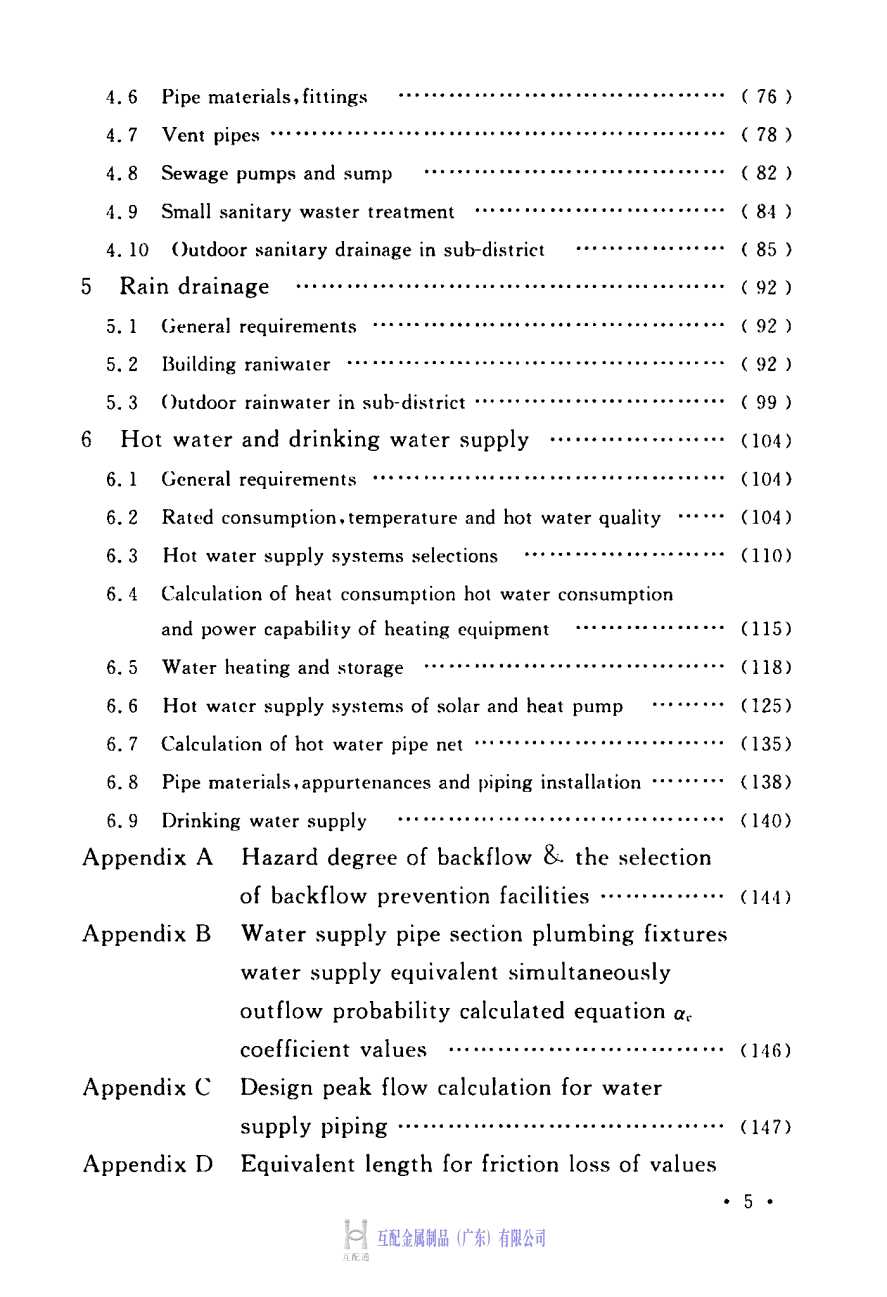 4.6 Pipe materials,fittings ……………………………… ( 76 )
4.7 Vent pipes ……………………………………………… ( 78 )
4.8 Sewage pumps and sump ……………………………… ( 82 )
4.9 Small sanitary waster treatment ………………………… ( 84 )
4.10 Outdoor sanitary drainage in sub-district ……………… ( 85 )
5 Rain drainage …………………………………………… ( 92 )
5.1 General requirements …………………………………… ( 92 )
5.2 Building raniwater ……………………………………… ( 92 )
5.3 Outdoor rainwater in sub-district ………………………… ( 99 )
6 Hot water and drinking water supply ………………… (104)
6.1 General requirements …………………………………… (104)
6.2 Rated consumption,temperature and hot water quality …… (104)
6.3 Hot water supply systems selections …………………… (110)
6.4 Calculation of heat consumption hot water consumption
and power capability of heating equipment ……………… (115)
6.5 Water heating and storage ……………………………… (118)
6.6 Hot water supply systems of solar and heat pump ……… (125)
6.7 Calculation of hot water pipe net ………………………… (135)
6.8 Pipe materials,appurtenances and piping installation ……… (138)
6.9 Drinking water supply ………………………………… (140)
Appendix A Hazard degree of backflow & the selection
of backflow prevention facilities …………… (144)
Appendix B Water supply pipe section plumbing fixtures
water supply equivalent simultaneously
outflow probability calculated equation αc
coefficient values …………………………… (146)
Appendix C Design peak flow calculation for water
supply piping ………………………………… (147)
Appendix D Equivalent length for friction loss of values
• 5 •
互配金属制品（广东）有限公司
互配通